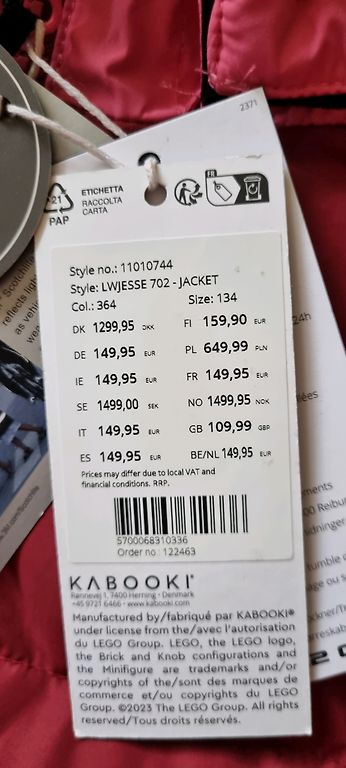 2371
21
PAP
ETICHETTA
RACCOLTA
CARTA
FR
Style no.: 11010744
Style: LWJESSE 702 - JACKET
Col.: 364 Size: 134
DK 1299,95 DKK FI 159,90 EUR
DE 149,95 EUR PL 649,99 PLN
IE 149,95 EUR FR 149,95 EUR
SE 1499,00 SEK NO 1499,95 NOK
IT 149,95 EUR GB 109,99 GBP
ES 149,95 EUR BE/NL 149,95 EUR
Prices may differ due to local VAT and
financial conditions. RRP.
5700068310336
Order no.: 122463
KABOOKI®
Rønnevej 1, 7400 Herning • Denmark
+45 9721 6466 • www.kabooki.com
Manufactured by/fabriqué par KABOOKI®
under license from the/avec l'autorisation
du LEGO Group. LEGO, the LEGO logo,
the Brick and Knob configurations and
the Minifigure are trademarks and/or
copyrights of the/sont des marques de
commerce et/ou copyrights du LEGO
Group. ©2023 The LEGO Group. All rights
reserved/Tous droits réservés.
reflects light
as vehic
24h